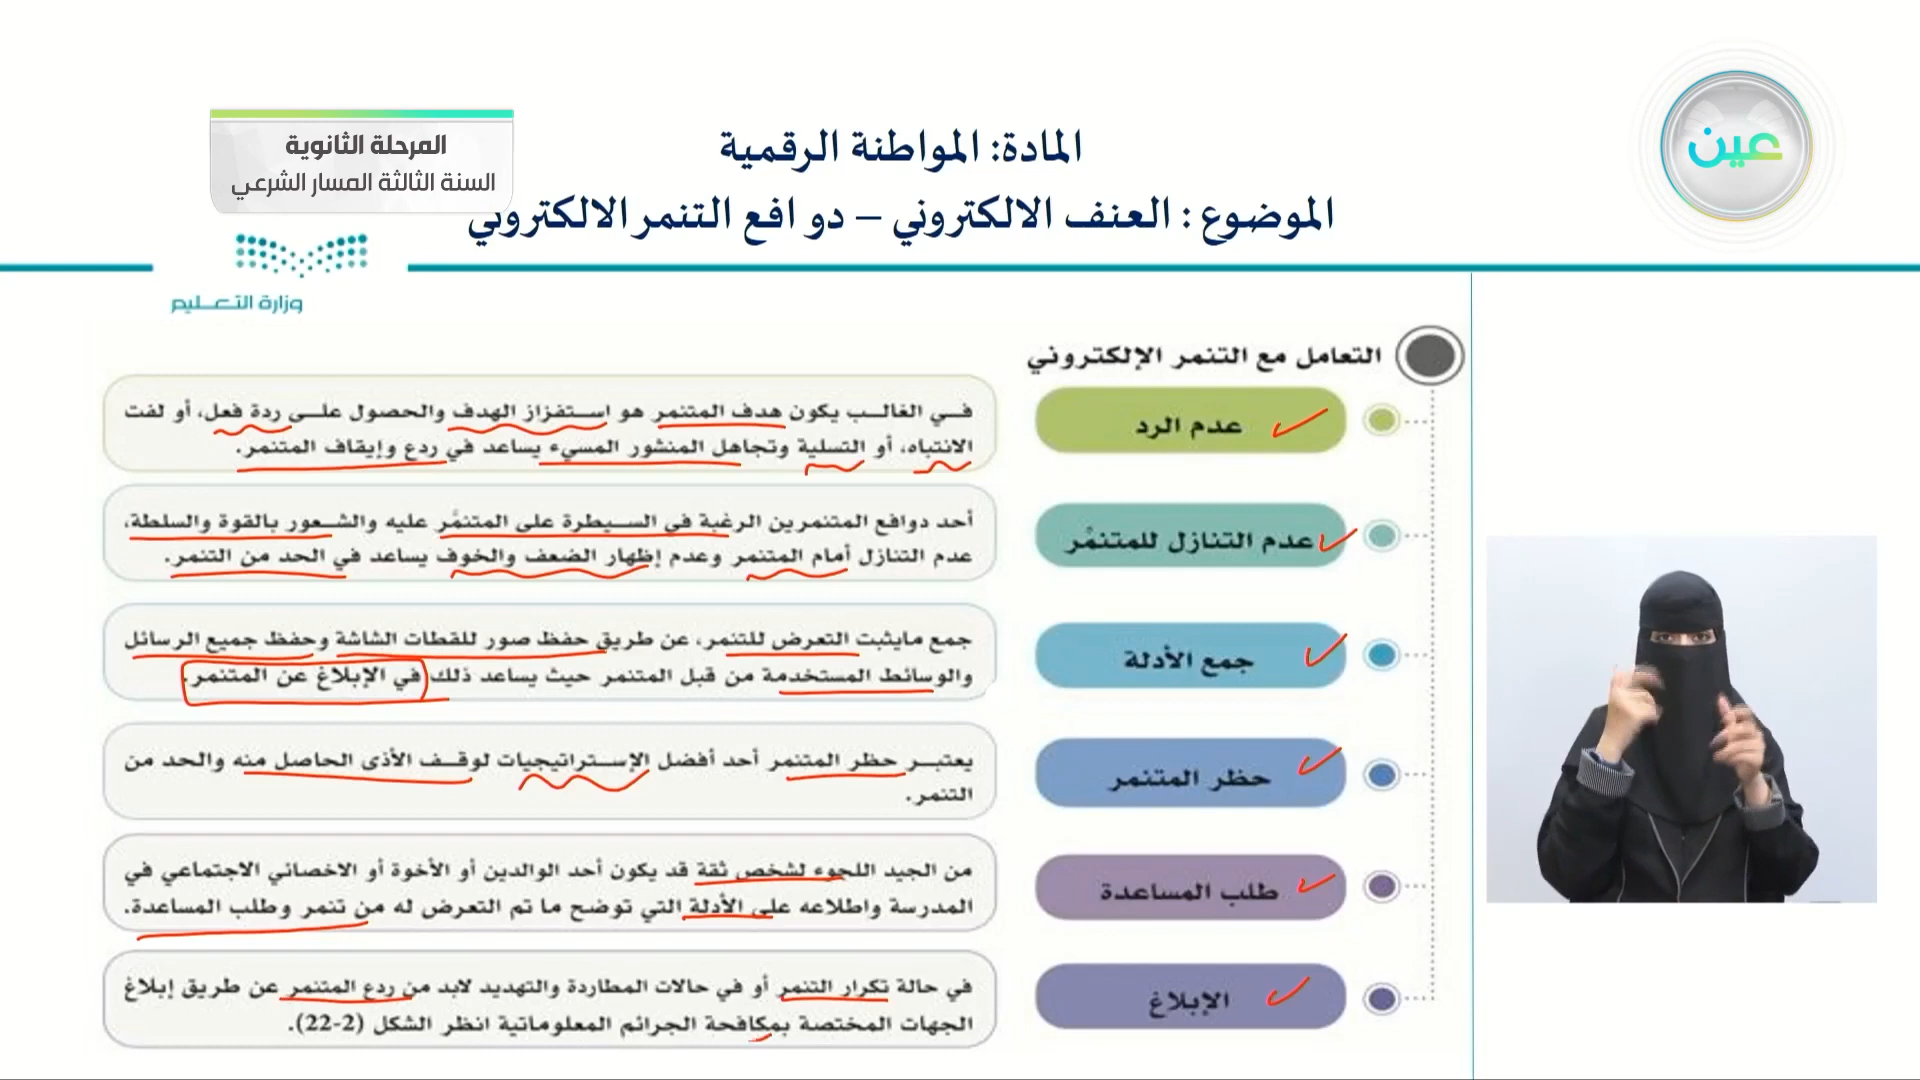 المادة: المواطنة الرقمية
الموضوع : العنف الالكتروني – دوافع التنمر الالكتروني
عين
المرحلة الثانوية
السنة الثالثة المسار الشرعي
وزارة التعليم
التعامل مع التنمر الإلكتروني
عدم الرد
في الغالب يكون هدف المتنمر هو استفزاز الهدف والحصول على ردة فعل، أو لفت
الانتباه، أو التسلية وتجاهل المنشور المسيء يساعد في ردع وإيقاف المتنمر.
عدم التنازل للمتنمُر
أحد دوافع المتنمرين الرغبة في السيطرة على المتنمَّر عليه والشعور بالقوة والسلطة،
عدم التنازل أمام المتنمر وعدم إظهار الضعف والخوف يساعد في الحد من التنمر.
جمع الأدلة
جمع مايثبت التعرض للتنمر، عن طريق حفظ صور للقطات الشاشة وحفظ جميع الرسائل
والوسائط المستخدمة من قبل المتنمر حيث يساعد ذلك في الإبلاغ عن المتنمر.
حظر المتنمر
يعتبر حظر المتنمر أحد أفضل الإستراتيجيات لوقف الأذى الحاصل منه والحد من
التنمر.
طلب المساعدة
من الجيد اللجوء لشخص ثقة قد يكون أحد الوالدين أو الأخوة أو الاخصائي الاجتماعي في
المدرسة واطلاعه على الأدلة التي توضح ما تم التعرض له من تنمر وطلب المساعدة.
الإبلاغ
في حالة تكرار التنمر أو في حالات المطاردة والتهديد لابد من ردع المتنمر عن طريق إبلاغ
الجهات المختصة بمكافحة الجرائم المعلوماتية انظر الشكل (2-22).